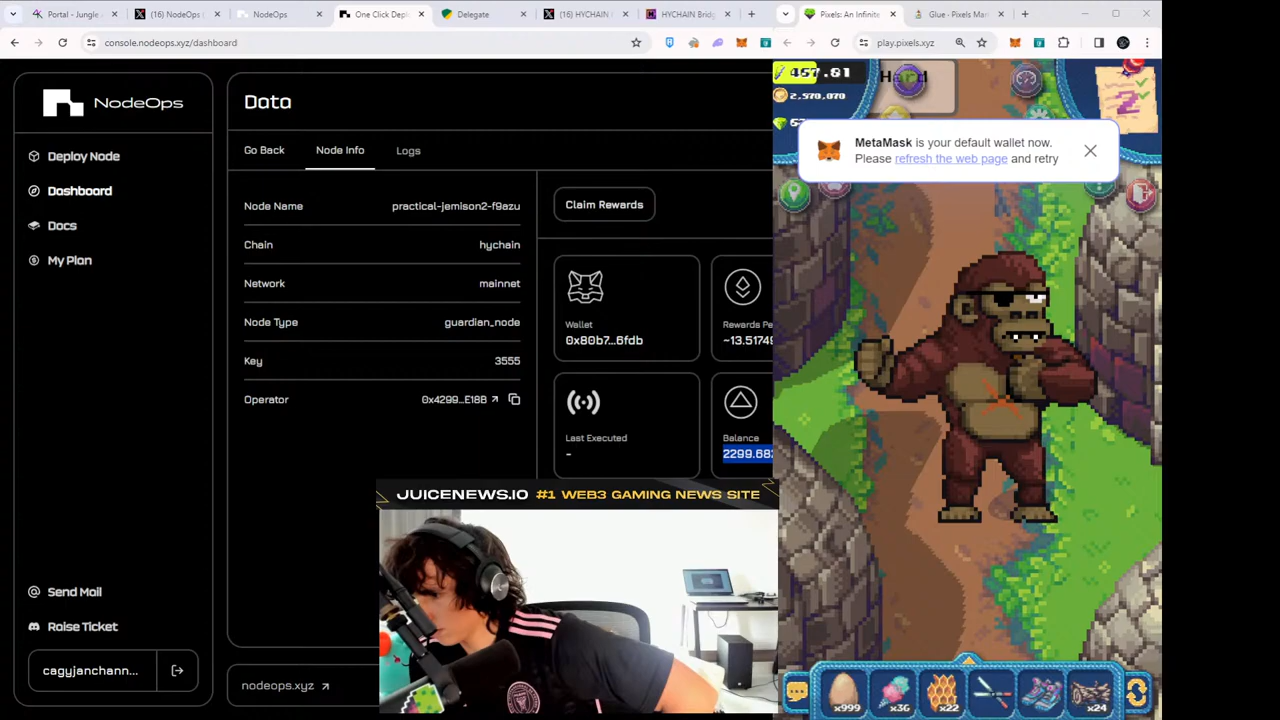 Portal - Jungle
(16) NodeOps
NodeOps
One Click Depl
Delegate
(16) HYCHAIN
HYCHAIN Bridg
console.nodeops.xyz/dashboard
NodeOps
Deploy Node
Dashboard
Docs
My Plan
Send Mail
Raise Ticket
cagyjanchann...
Data
Go Back
Node Info
Logs
Node Name practical-jemison2-f9azu
Chain hychain
Network mainnet
Node Type guardian_node
Key 3555
Operator 0x4299...E18B
Claim Rewards
Wallet
0x80b7...6fdb
Rewards Pe
~13.5174
Last Executed
-
Balance
2299.68
nodeops.xyz
JUICENEWS.IO #1 WEB3 GAMING NEWS SITE
Pixels: An Infinite
Glue - Pixels Ma
play.pixels.xyz
467.81
2,570,070
Hard
2
MetaMask is your default wallet now.
Please refresh the web page and retry
x999
x36
x22
x24